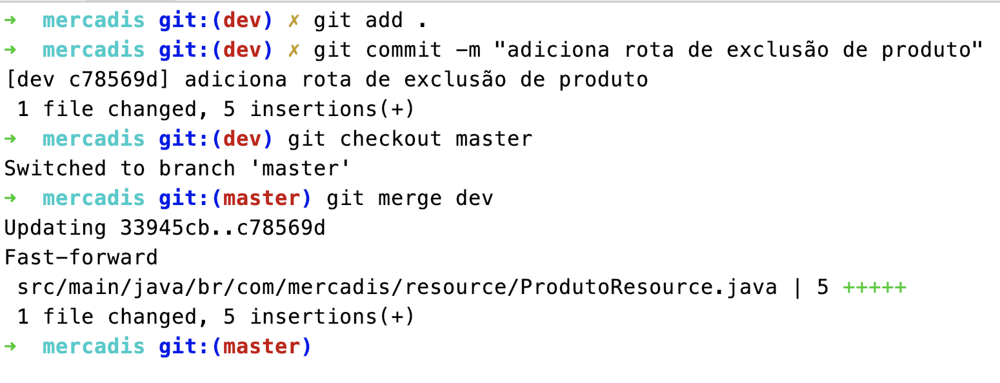 ➜  mercadis git:(dev) ✗ git add .
➜  mercadis git:(dev) ✗ git commit -m "adiciona rota de exclusão de produto"
[dev c78569d] adiciona rota de exclusão de produto
 1 file changed, 5 insertions(+)
➜  mercadis git:(dev) git checkout master
Switched to branch 'master'
➜  mercadis git:(master) git merge dev
Updating 33945cb..c78569d
Fast-forward
 src/main/java/br/com/mercadis/resource/ProdutoResource.java | 5 +++++
 1 file changed, 5 insertions(+)
➜  mercadis git:(master)